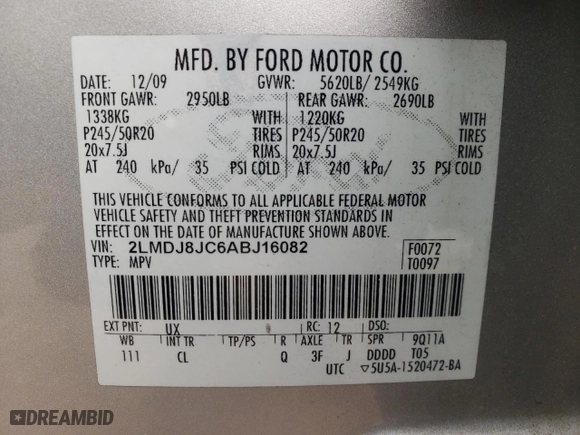 MFD. BY FORD MOTOR CO.
DATE: 12/09 GVWR: 5620LB/ 2549KG
FRONT GAWR: 2950LB REAR GAWR: 2690LB
1338KG WITH 1220KG WITH
P245/50R20 TIRES P245/50R20 TIRES
20x7.5J RIMS 20x7.5J RIMS
AT 240 kPa/ 35 PSI COLD AT 240 kPa/ 35 PSI COLD
THIS VEHICLE CONFORMS TO ALL APPLICABLE FEDERAL MOTOR
VEHICLE SAFETY AND THEFT PREVENTION STANDARDS IN
EFFECT ON THE DATE OF MANUFACTURE SHOWN ABOVE.
VIN: 2LMDJ8JC6ABJ16082 F0072
TYPE: MPV T0097
EXT PNT: UX RC: 12 DSO:
WB INT TR TP/PS R AXLE TR SPR 9Q11A
111 CL Q 3F J DDDD T05
UTC ▽5U5A-1520472-BA
DREAMBID